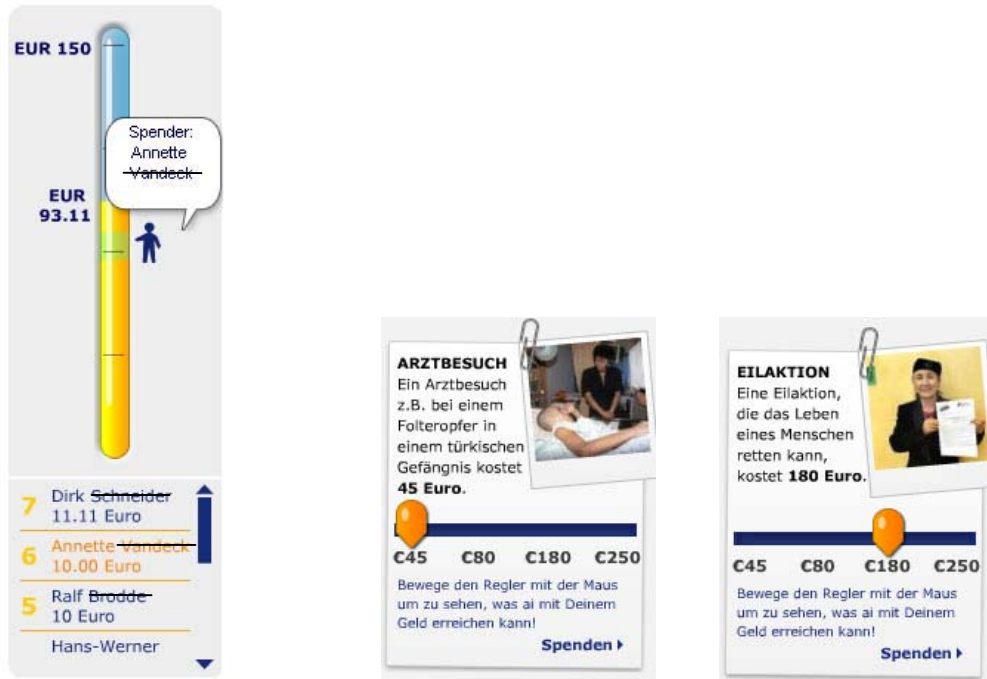 EUR 150
Spender:
Annette
Vandeck
EUR
93.11
7 Dirk Schneider
11.11 Euro
6 Annette Vandeck
10.00 Euro
5 Ralf Brodde
10 Euro
Hans-Werner
ARZTBESUCH
Ein Arztbesuch
z.B. bei einem
Folteropfer in
einem türkischen
Gefängnis kostet
45 Euro.
€45 €80 €180 €250
Bewege den Regler mit der Maus
um zu sehen, was ai mit Deinem
Geld erreichen kann!
Spenden
EILAKTION
Eine Eilaktion,
die das Leben
eines Menschen
retten kann,
kostet 180 Euro.
€45 €80 €180 €250
Bewege den Regler mit der Maus
um zu sehen, was ai mit Deinem
Geld erreichen kann!
Spenden